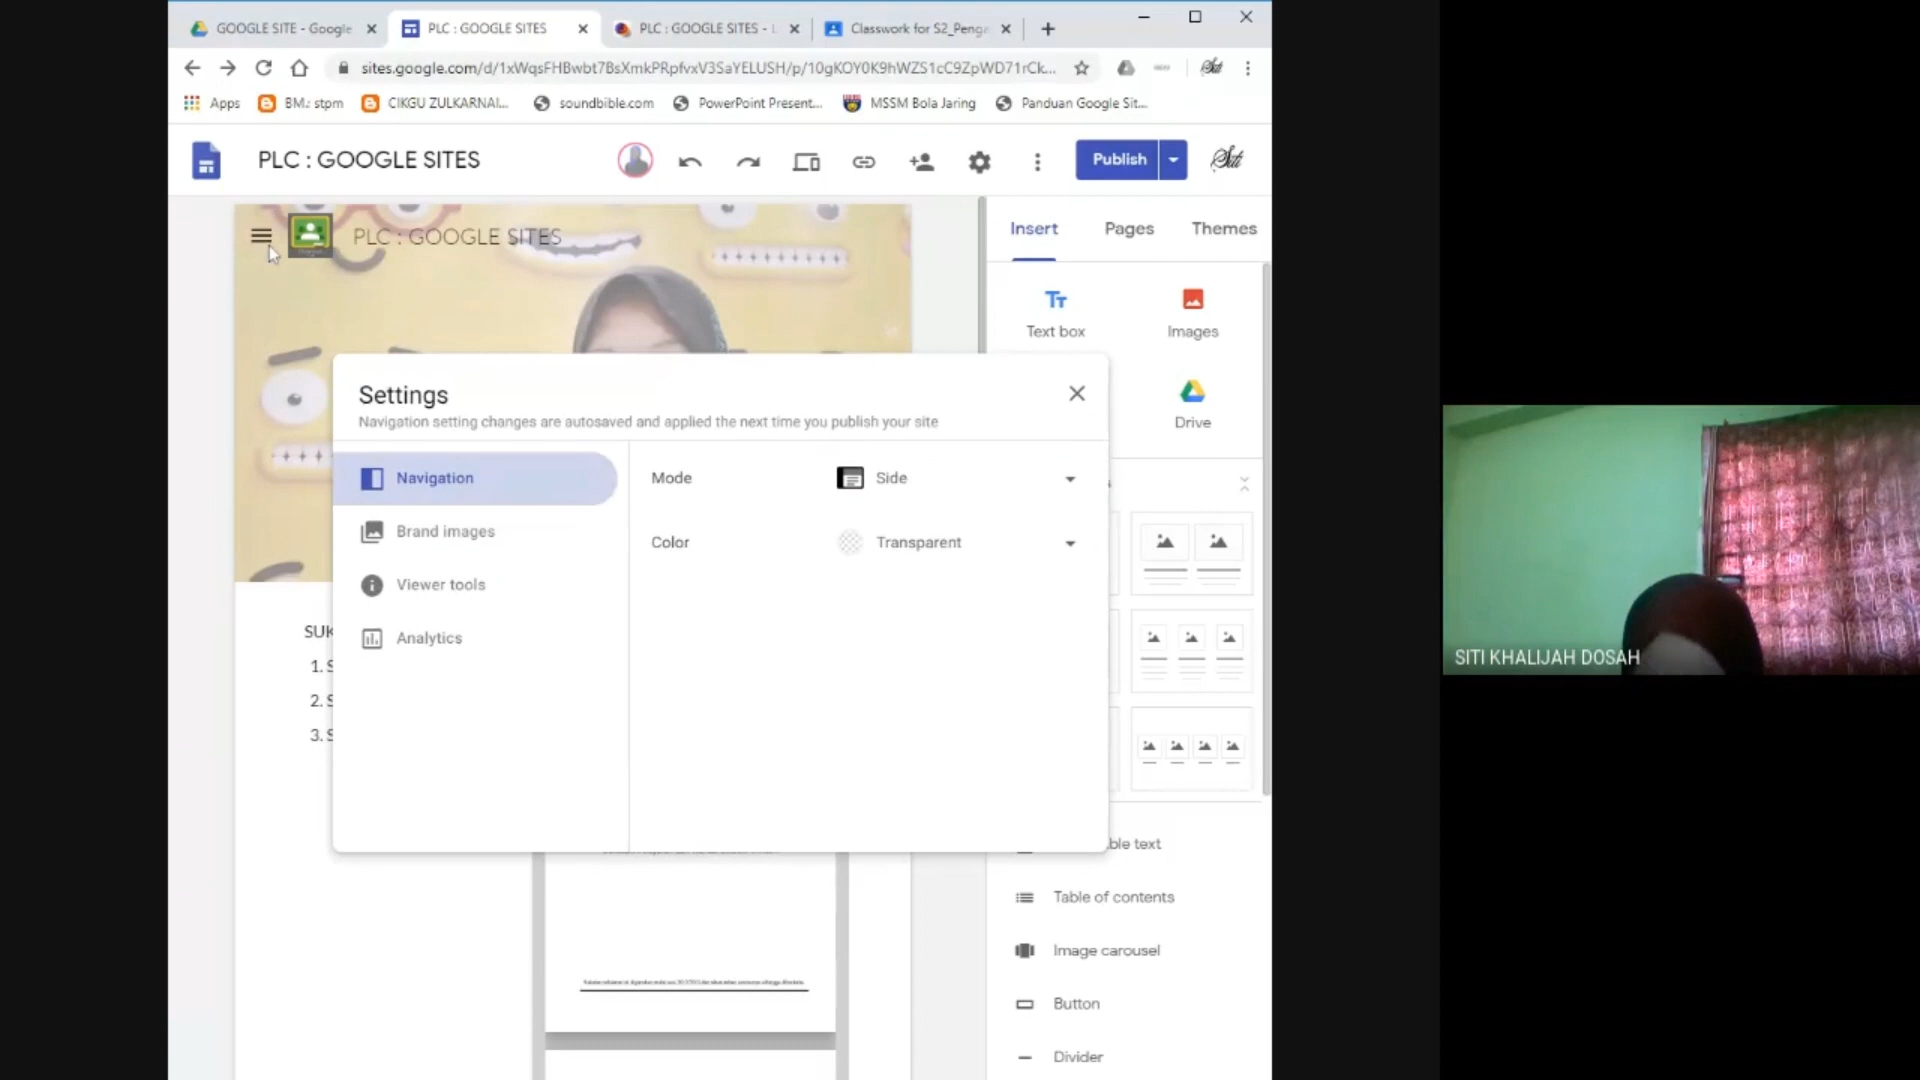 GOOGLE SITE - Google
PLC : GOOGLE SITES
PLC : GOOGLE SITES -
Classwork for S2_Penga
sites.google.com/d/1xWqsFHBwbt7BsXmkPRpfvxV3SaYELUSH/p/10gKOY0K9hWZS1cC9ZpWD71rCk...
Apps
BM.: stpm
CIKGU ZULKARNAI...
soundbible.com
PowerPoint Present...
MSSM Bola Jaring
Panduan Google Sit...
PLC : GOOGLE SITES
Publish
Siti
PLC : GOOGLE SITES
Insert
Pages
Themes
Text box
Images
Drive
Settings
Navigation setting changes are autosaved and applied the next time you publish your site
Navigation
Brand images
Viewer tools
Analytics
Mode
Side
Color
Transparent
SUK
1. S
2. S
3. S
ble text
Table of contents
Image carousel
Button
Divider
SITI KHALIJAH DOSAH